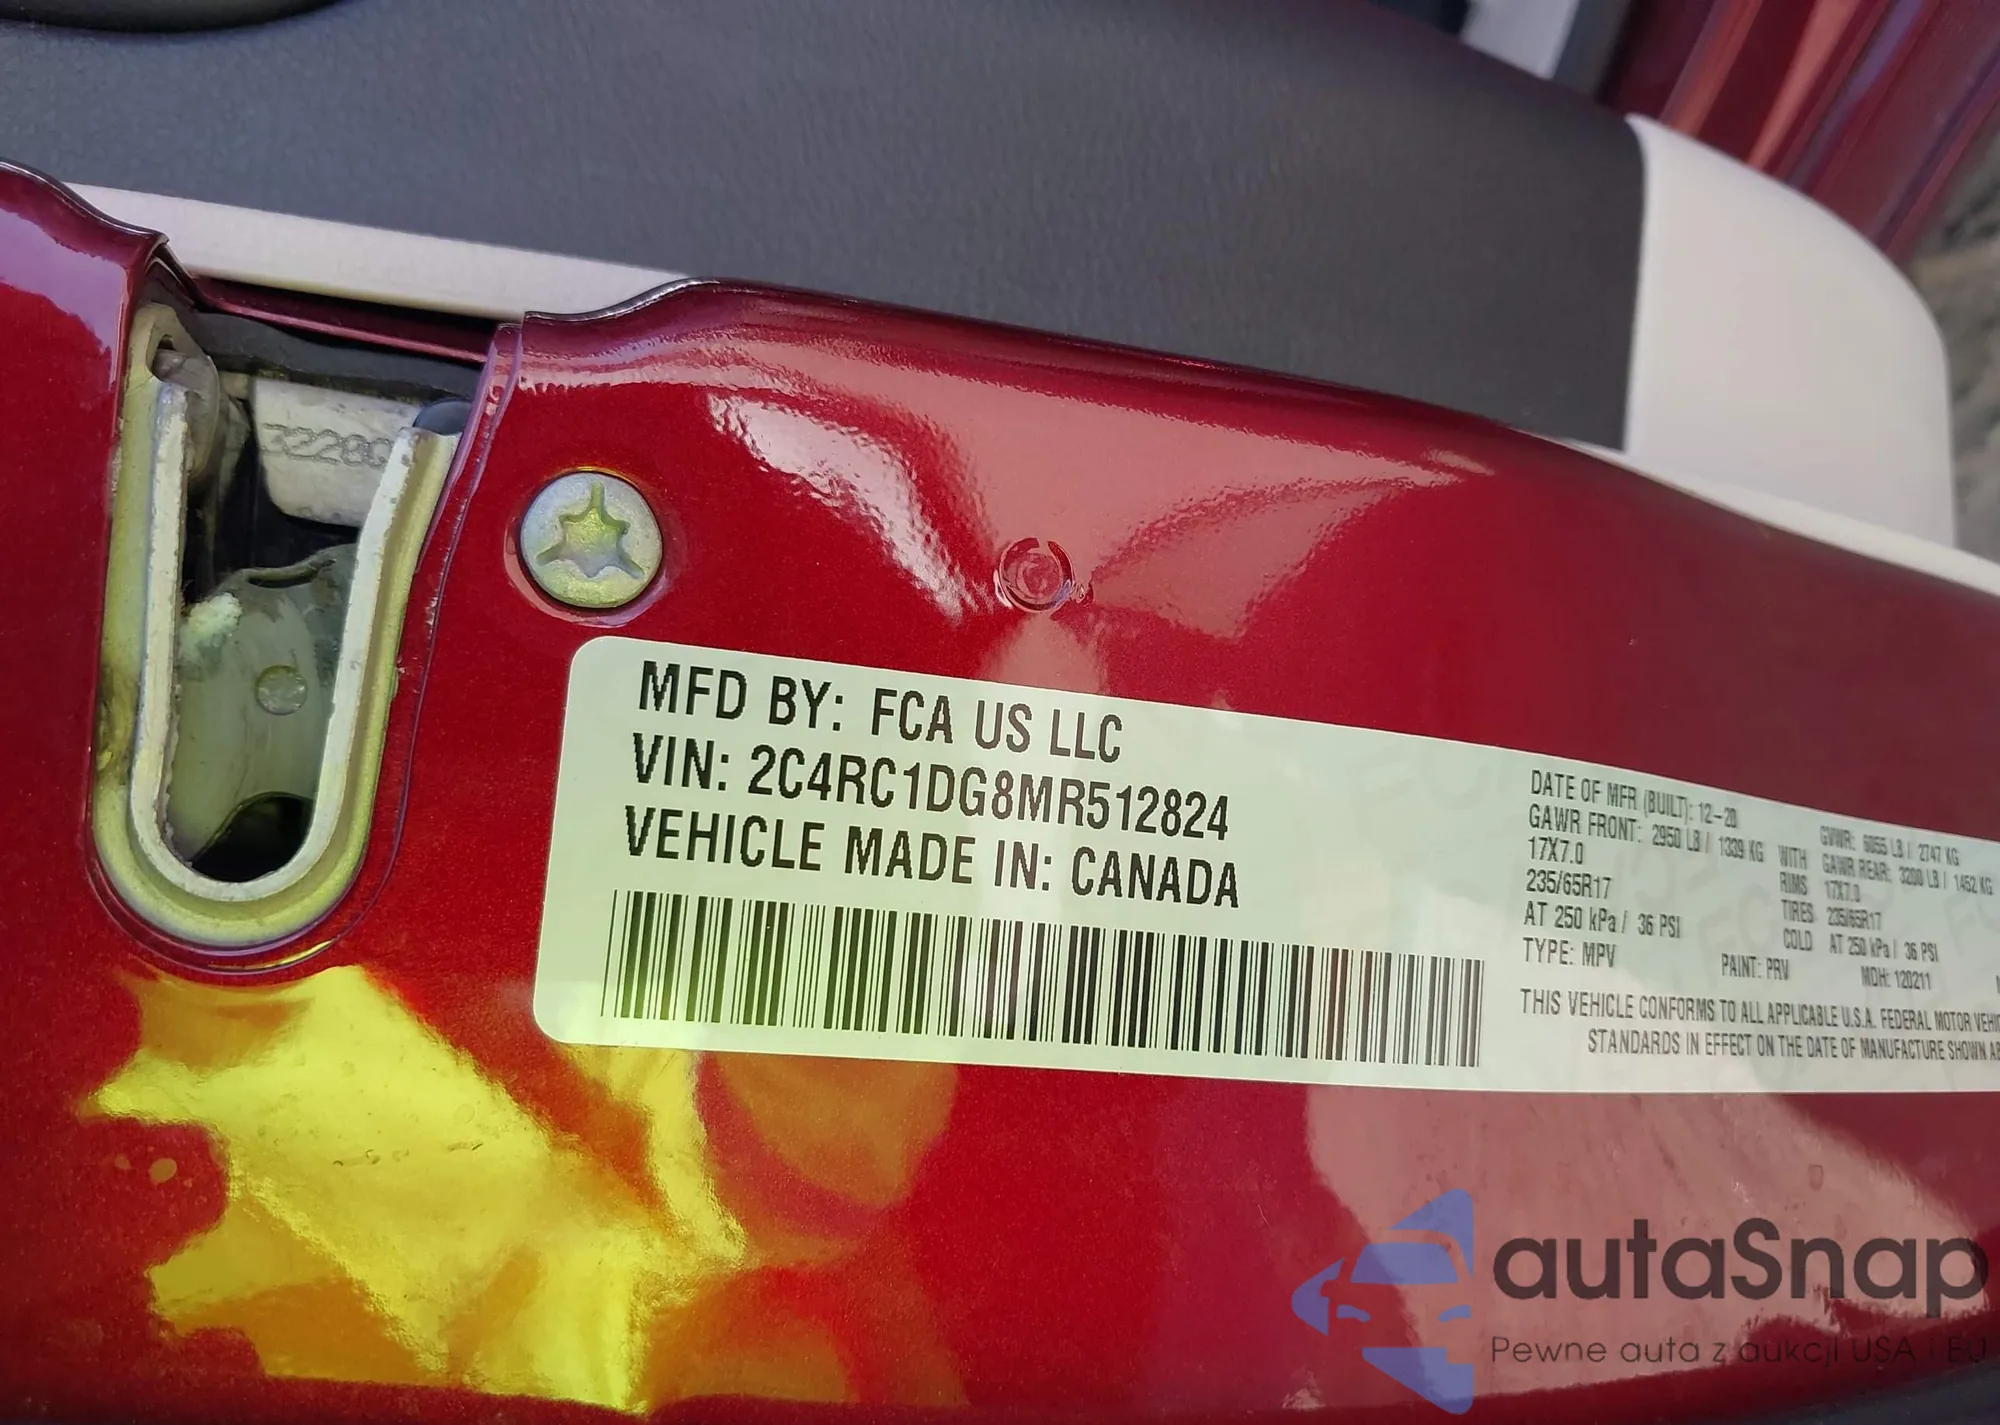 32280
MFD BY: FCA US LLC
VIN: 2C4RC1DG8MR512824
VEHICLE MADE IN: CANADA
DATE OF MFR (BUILT): 12-20 GVWR: 6055 LB / 2747 KG
GAWR FRONT: 2950 LB / 1339 KG WITH GAWR REAR: 3200 LB / 1452 KG
17X7.0 RIMS 17X7.0
235/65R17 TIRES 235/65R17
AT 250 kPa / 36 PSI COLD AT 250 kPa / 36 PSI
TYPE: MPV PAINT: PRV MDH: 120211
THIS VEHICLE CONFORMS TO ALL APPLICABLE U.S.A. FEDERAL MOTOR VEHIC
STANDARDS IN EFFECT ON THE DATE OF MANUFACTURE SHOWN AB
autaSnap
Pewne auta z aukcji USA i EU